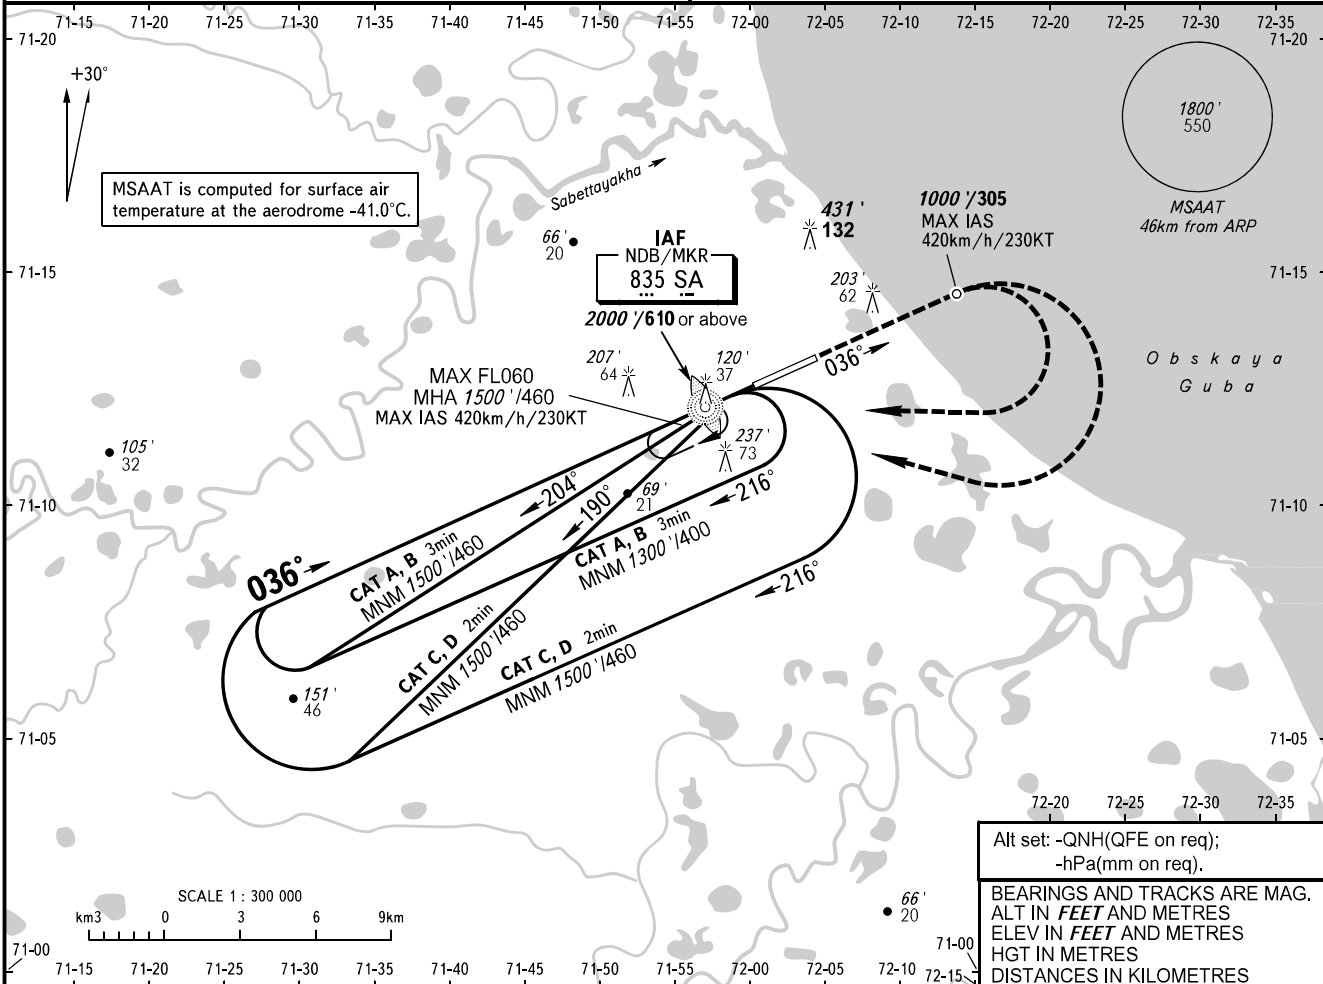 71-15 71-20 71-25 71-30 71-35 71-40 71-45 71-50 71-55 72-00 72-05 72-10 72-15 72-20 72-25 72-30 72-35
71-20
71-20
+30°
MSAAT is computed for surface air
temperature at the aerodrome -41.0°C.
Sabettayakha
1800'
550
MSAAT
46km from ARP
431'
132
1000'/305
MAX IAS
420km/h/230KT
66'
20
IAF
NDB/MKR
835 SA
2000'/610 or above
203'
62
71-15
71-15
036°
Obskaya
Guba
207'
64
120'
37
MAX FL060
MHA 1500'/460
MAX IAS 420km/h/230KT
237'
73
105'
32
204°
190°
69'
21
216°
71-10
71-10
036°
CAT A, B 3min
MNM 1500'/460
CAT A, B 3min
MNM 1300'/400
216°
CAT C, D 2min
MNM 1500'/460
CAT C, D 2min
MNM 1500'/460
151'
46
71-05
71-05
72-20 72-25 72-30 72-35
Alt set: -QNH(QFE on req);
-hPa(mm on req).
SCALE 1 : 300 000
km3 0 3 6 9km
66'
20
BEARINGS AND TRACKS ARE MAG.
ALT IN FEET AND METRES
ELEV IN FEET AND METRES
HGT IN METRES
DISTANCES IN KILOMETRES
71-00
71-00
71-15 71-20 71-25 71-30 71-35 71-40 71-45 71-50 71-55 72-00 72-05 72-10 72-15